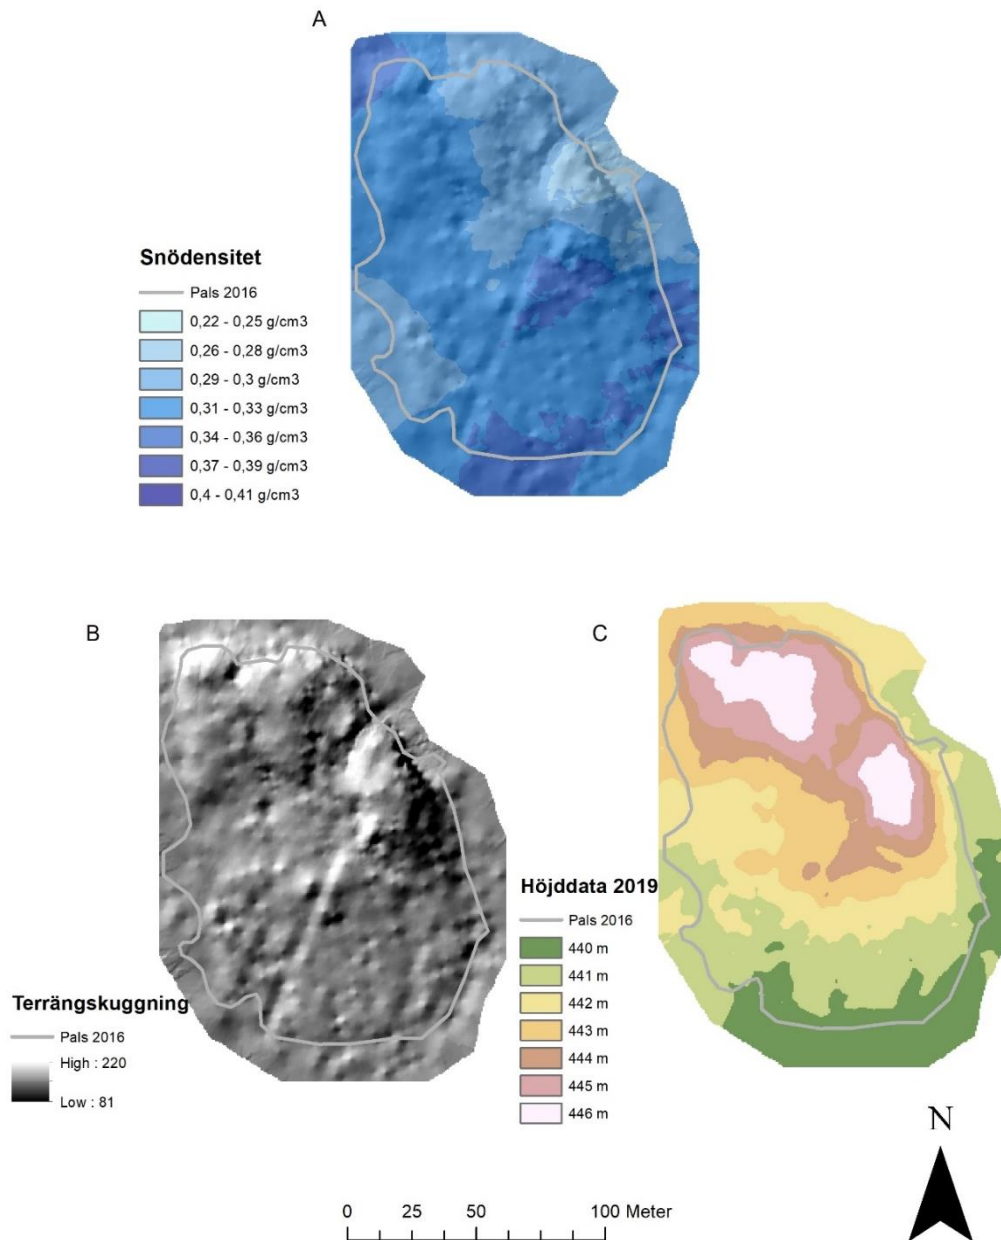 A
Snödensitet
Pals 2016
0,22 - 0,25 g/cm3
0,26 - 0,28 g/cm3
0,29 - 0,3 g/cm3
0,31 - 0,33 g/cm3
0,34 - 0,36 g/cm3
0,37 - 0,39 g/cm3
0,4 - 0,41 g/cm3
B
Terrängskuggning
Pals 2016
High : 220
Low : 81
C
Höjddata 2019
Pals 2016
440 m
441 m
442 m
443 m
444 m
445 m
446 m
N
0 25 50 100 Meter